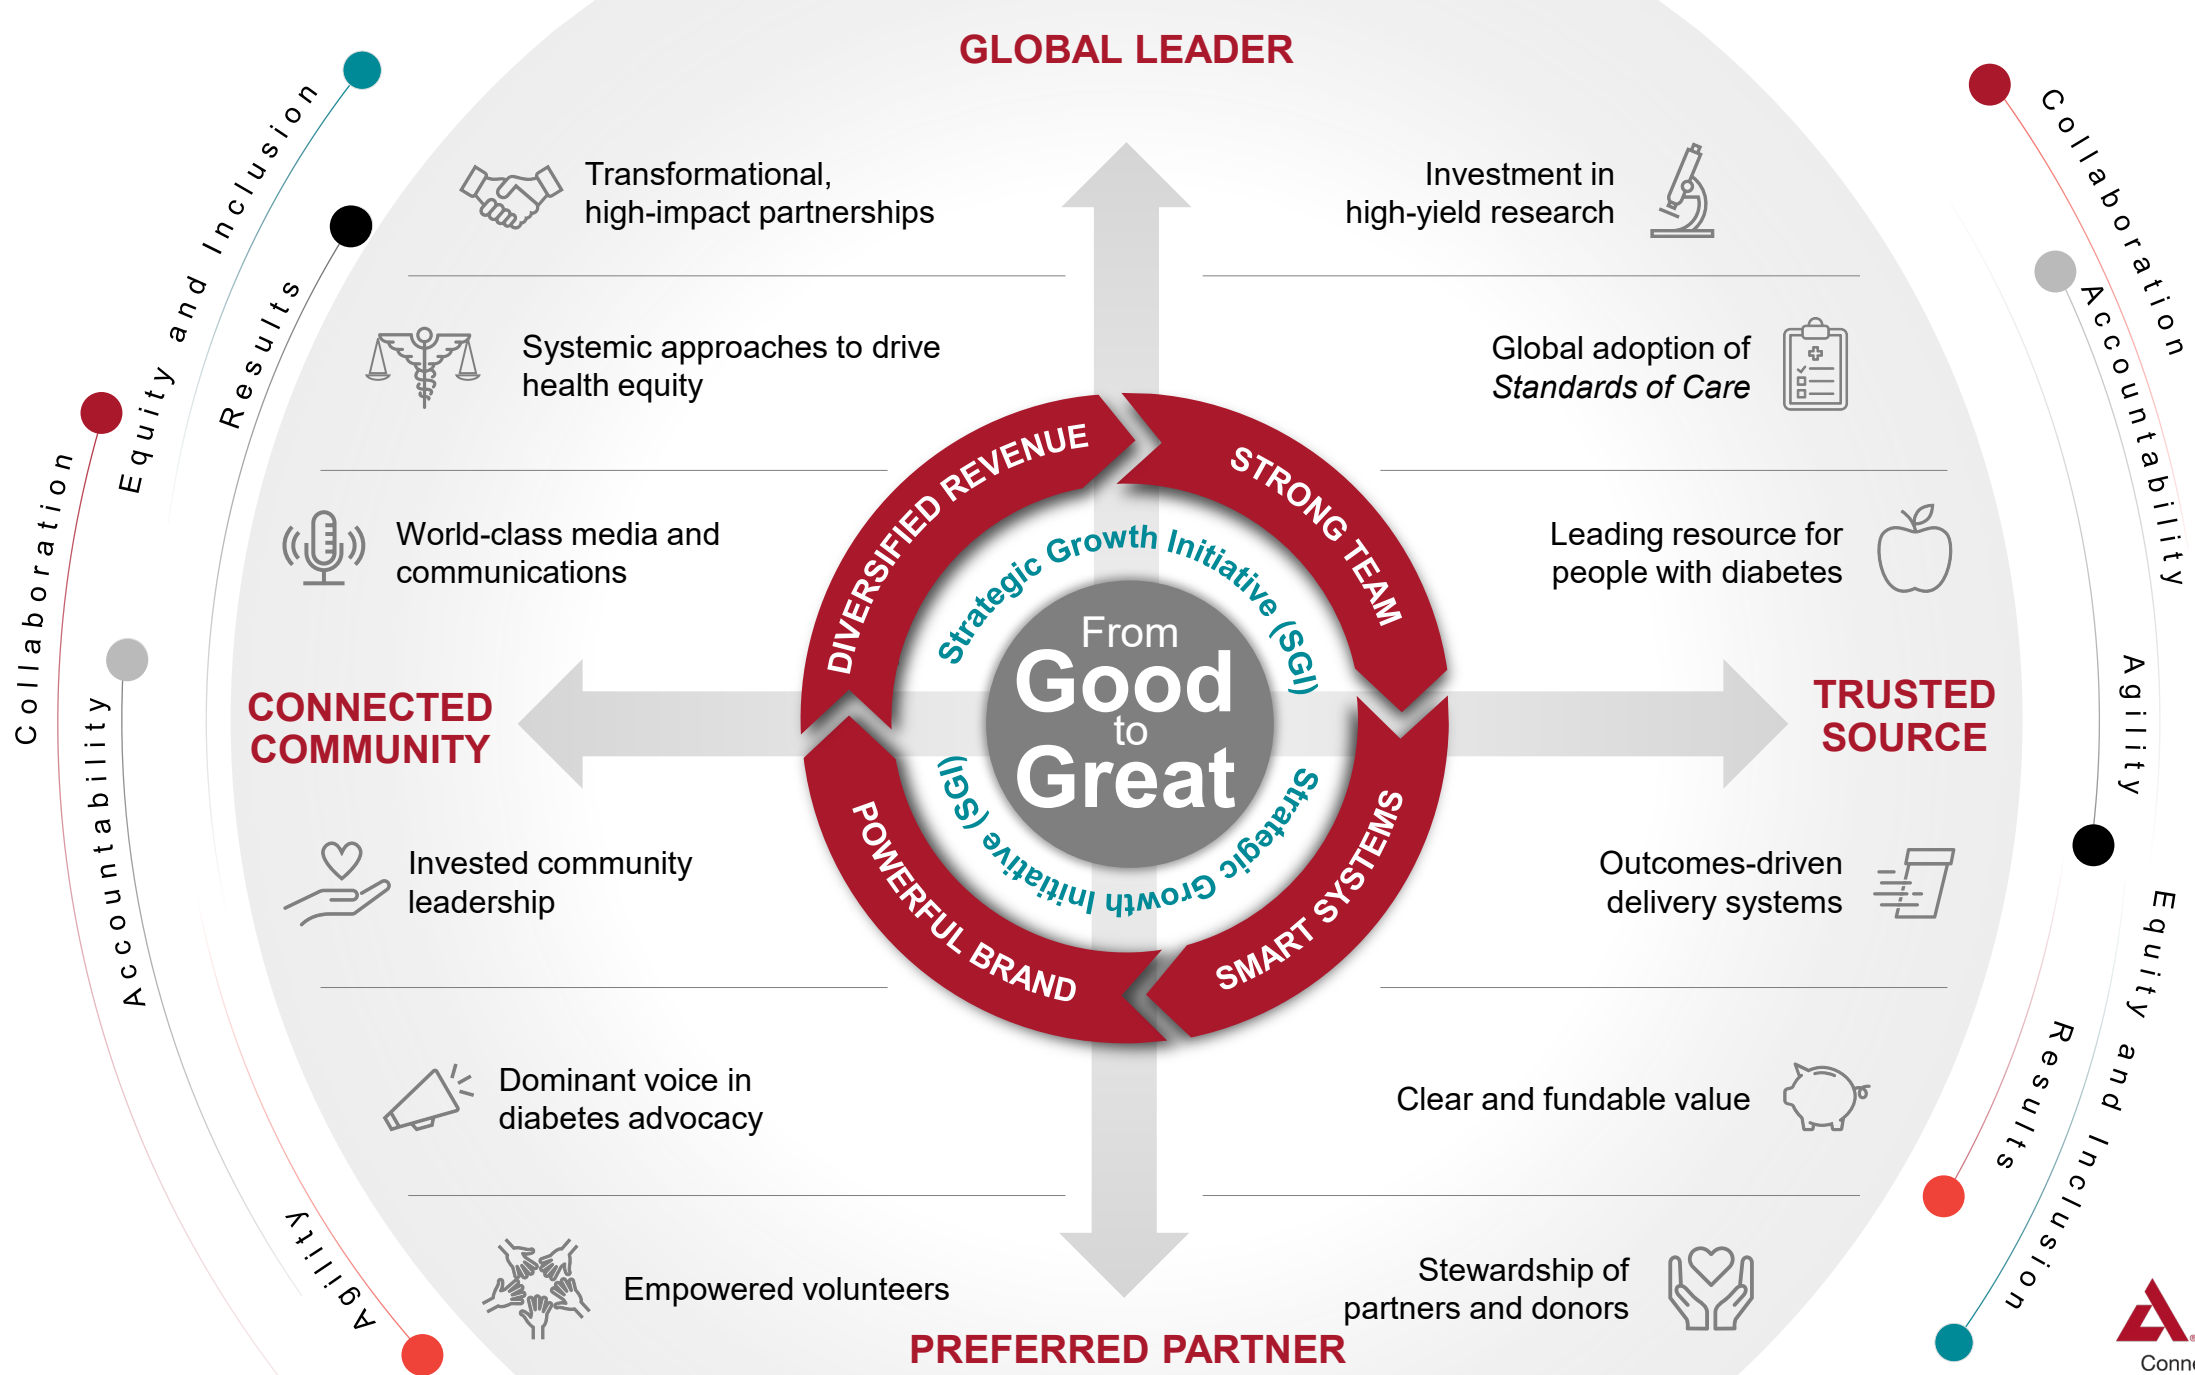 GLOBAL LEADER
Transformational,
high-impact partnerships
Systemic approaches to drive
health equity
World-class media and
communications
CONNECTED
COMMUNITY
Invested community
leadership
Dominant voice in
diabetes advocacy
Empowered volunteers
Investment in
high-yield research
Global adoption of
Standards of Care
Leading resource for
people with diabetes
TRUSTED
SOURCE
Outcomes-driven
delivery systems
Clear and fundable value
Stewardship of
partners and donors
PREFERRED PARTNER
DIVERSIFIED REVENUE
STRONG TEAM
SMART SYSTEMS
POWERFUL BRAND
Strategic Growth Initiative (SGI)
Strategic Growth Initiative (SGI)
From
Good
to
Great
Equity and Inclusion
Results
Collaboration
Accountability
Agility
Collaboration
Accountability
Agility
Equity and Inclusion
Results